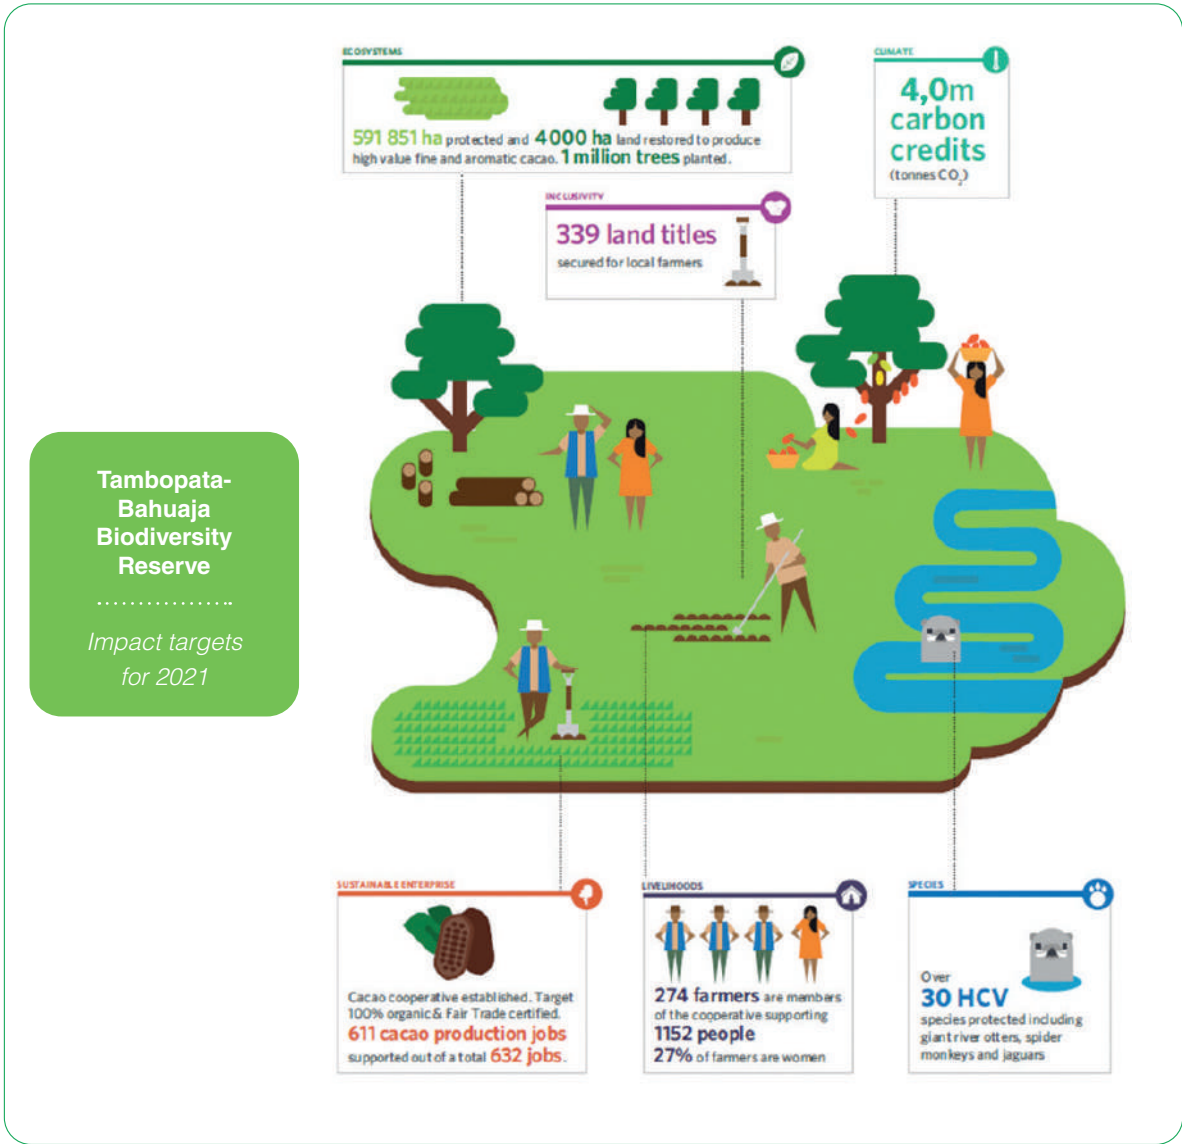 ECOSYSTEMS
591 851 ha protected and 4000 ha land restored to produce
high value fine and aromatic cacao. 1 million trees planted.
CLIMATE
4,0m
carbon
credits
(tonnes CO₂)
INCLUSIVITY
339 land titles
secured for local farmers
Tambopata-
Bahuaja
Biodiversity
Reserve
Impact targets
for 2021
SUSTAINABLE ENTERPRISE
Cacao cooperative established. Target
100% organic & Fair Trade certified.
611 cacao production jobs
supported out of a total 632 jobs.
LIVELIHOODS
274 farmers are members
of the cooperative supporting
1152 people
27% of farmers are women
SPECIES
Over
30 HCV
species protected including
giant river otters, spider
monkeys and jaguars